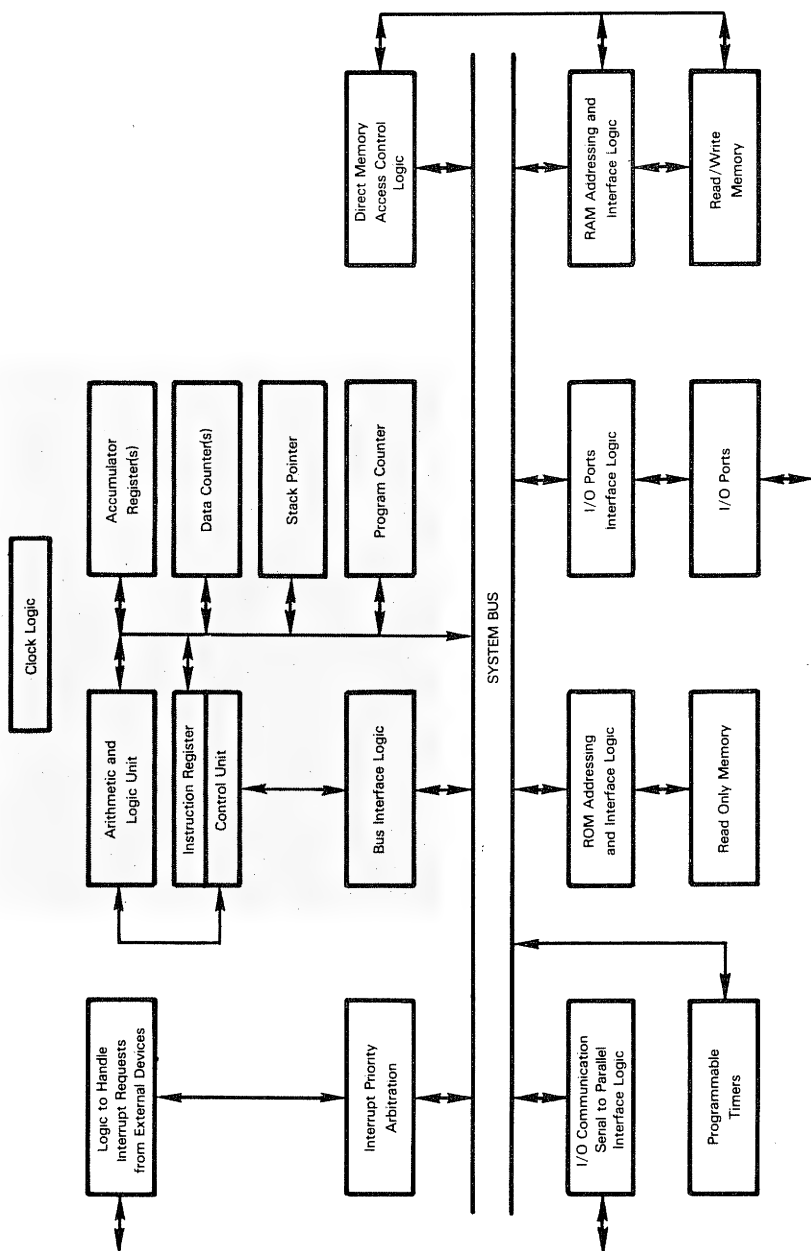 Clock Logic
Logic to Handle
Interrupt Requests
from External Devices
Arithmetic and
Logic Unit
Accumulator
Register(s)
Instruction Register
Control Unit
Data Counter(s)
Stack Pointer
Interrupt Priority
Arbitration
Bus Interface Logic
Program Counter
Direct Memory
Access Control
Logic
SYSTEM BUS
I/O Communication
Serial to Parallel
Interface Logic
ROM Addressing
and Interface Logic
I/O Ports
Interface Logic
RAM Addressing and
Interface Logic
Programmable
Timers
Read Only Memory
I/O Ports
Read/Write
Memory